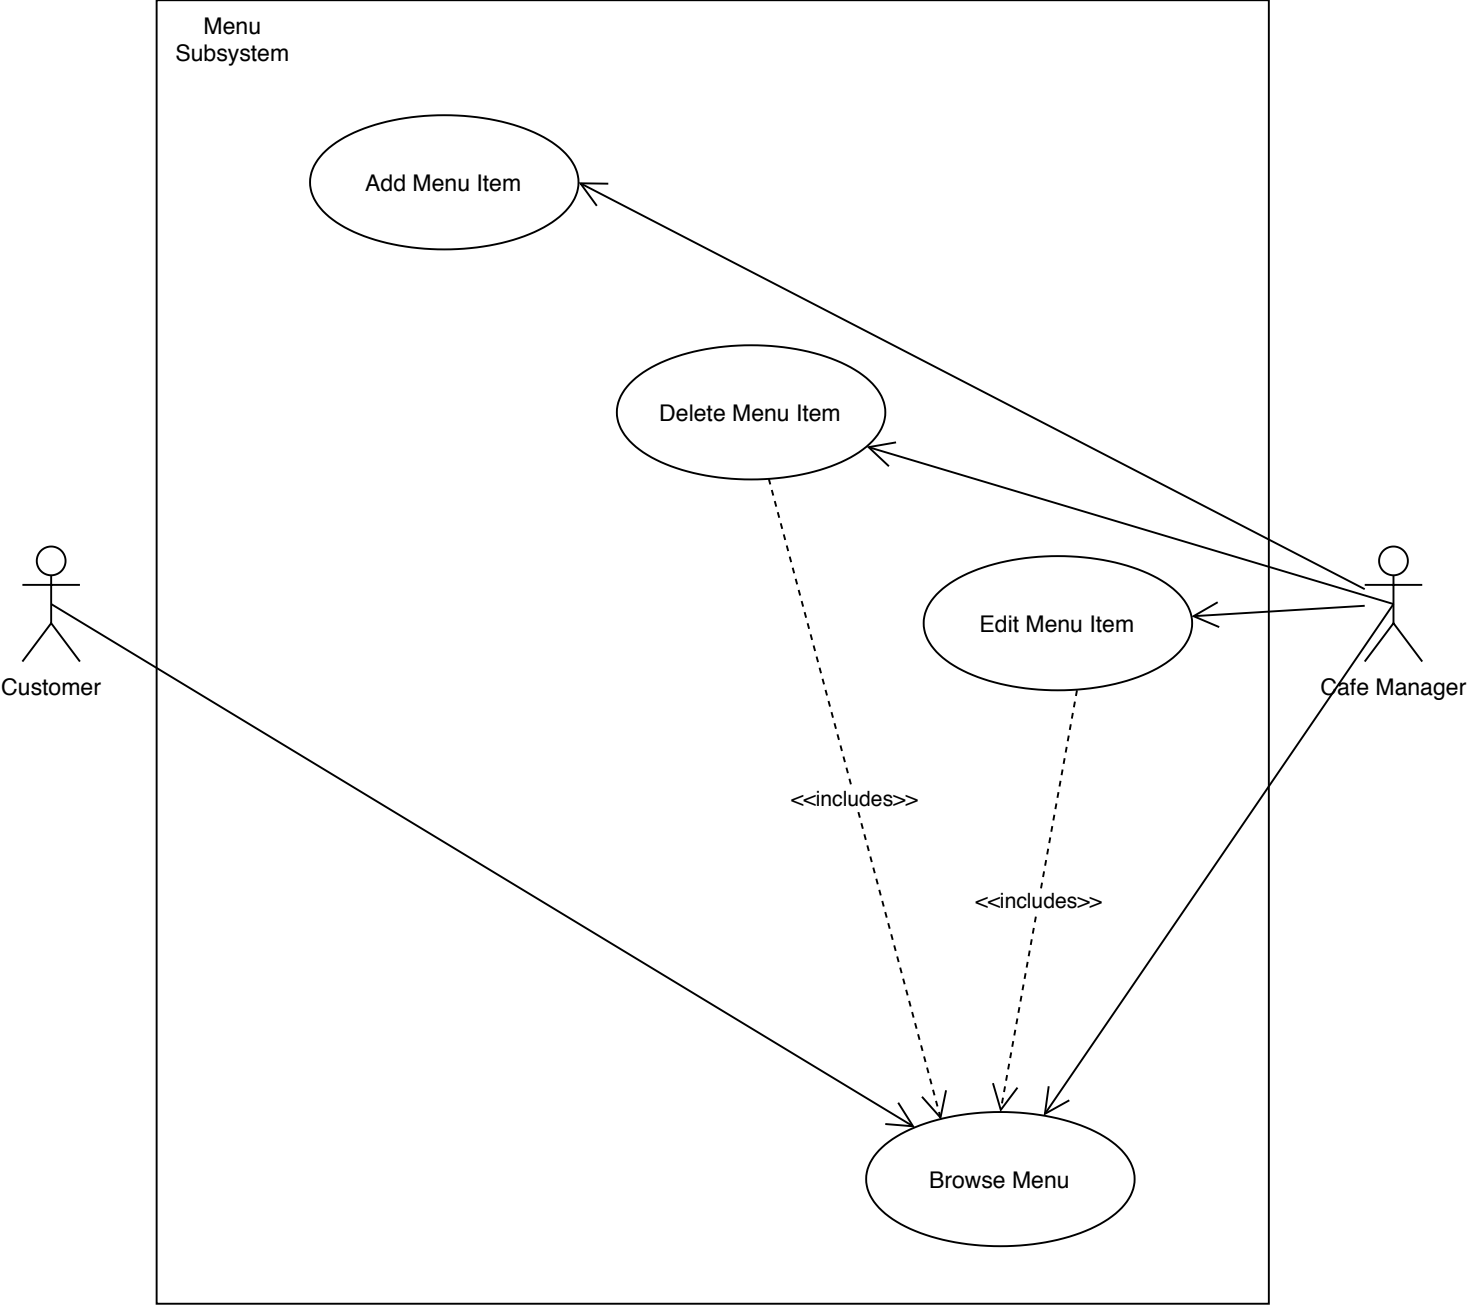 Menu
Subsystem
Add Menu Item
Delete Menu Item
Edit Menu Item
Customer
Cafe Manager
<<includes>>
<<includes>>
Browse Menu